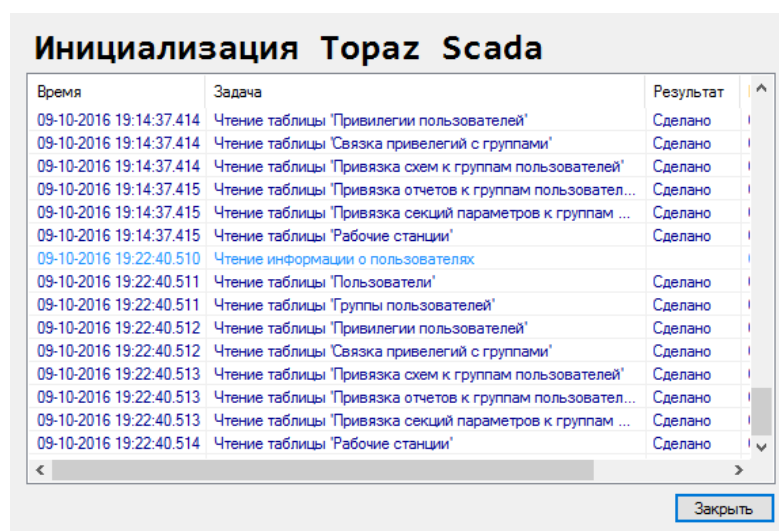 Инициализация Topaz Scada
Время Задача Результат
09-10-2016 19:14:37.414 Чтение таблицы 'Привилегии пользователей' Сделано
09-10-2016 19:14:37.414 Чтение таблицы 'Связка привелегий с группами' Сделано
09-10-2016 19:14:37.414 Чтение таблицы 'Привязка схем к группам пользователей' Сделано
09-10-2016 19:14:37.415 Чтение таблицы 'Привязка отчетов к группам пользовател... Сделано
09-10-2016 19:14:37.415 Чтение таблицы 'Привязка секций параметров к группам ... Сделано
09-10-2016 19:14:37.415 Чтение таблицы 'Рабочие станции' Сделано
09-10-2016 19:22:40.510 Чтение информации о пользователях
09-10-2016 19:22:40.511 Чтение таблицы 'Пользователи' Сделано
09-10-2016 19:22:40.511 Чтение таблицы 'Группы пользователей' Сделано
09-10-2016 19:22:40.512 Чтение таблицы 'Привилегии пользователей' Сделано
09-10-2016 19:22:40.512 Чтение таблицы 'Связка привелегий с группами' Сделано
09-10-2016 19:22:40.513 Чтение таблицы 'Привязка схем к группам пользователей' Сделано
09-10-2016 19:22:40.513 Чтение таблицы 'Привязка отчетов к группам пользовател... Сделано
09-10-2016 19:22:40.513 Чтение таблицы 'Привязка секций параметров к группам ... Сделано
09-10-2016 19:22:40.514 Чтение таблицы 'Рабочие станции' Сделано
Закрыть